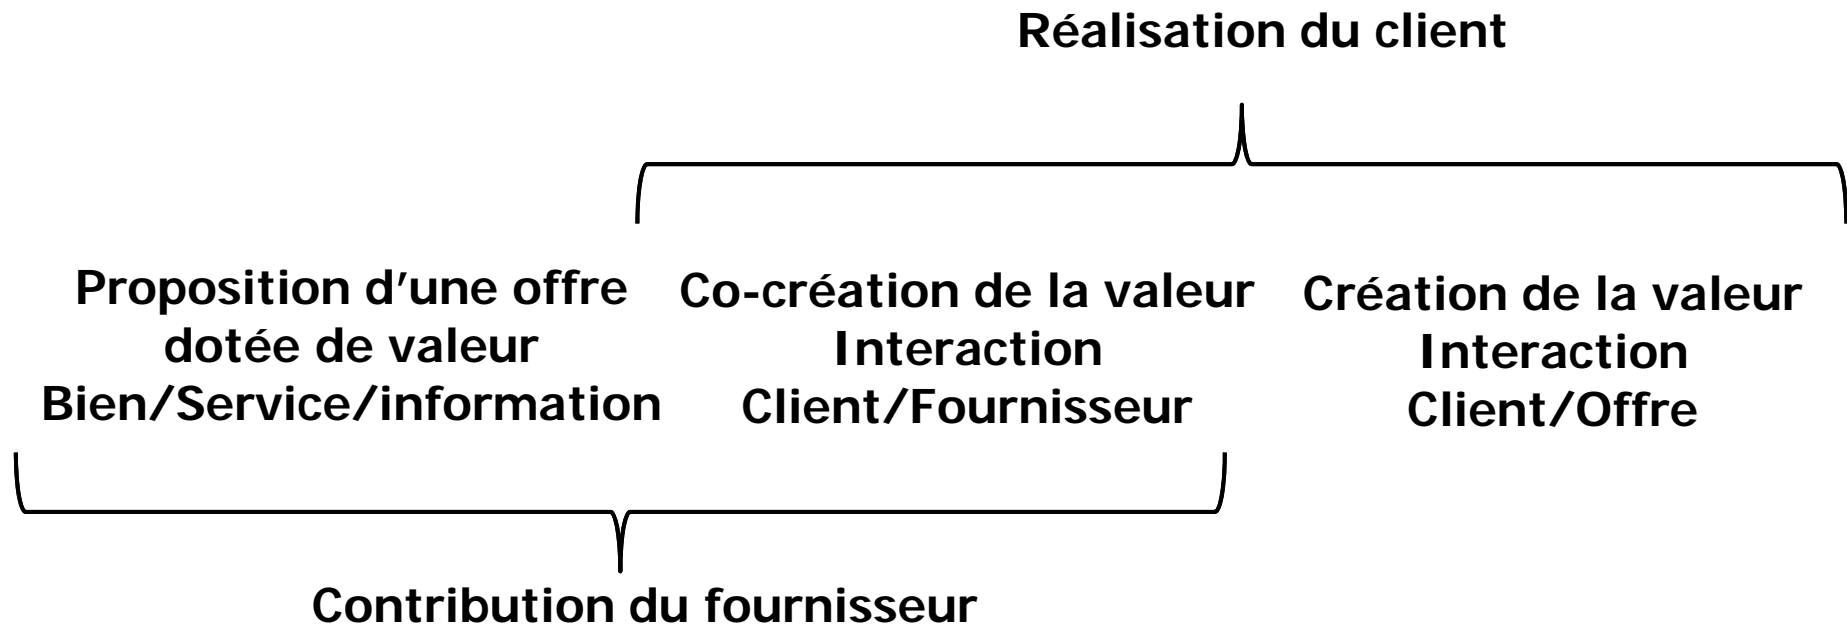 Réalisation du client
Proposition d’une offre
dotée de valeur
Bien/Service/information
Co-création de la valeur
Interaction
Client/Fournisseur
Création de la valeur
Interaction
Client/Offre
Contribution du fournisseur